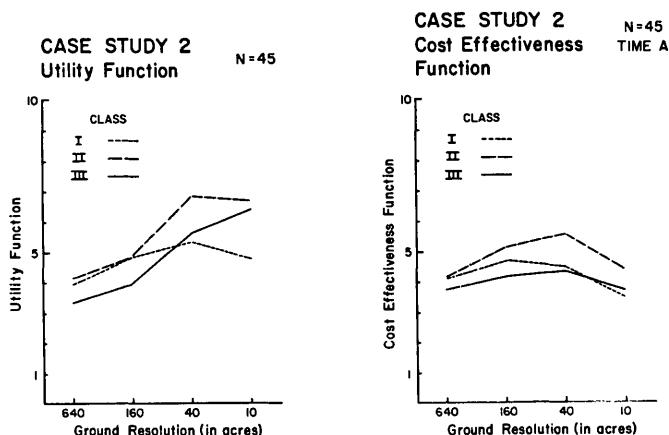 CASE STUDY 2
Utility Function
N=45
10
CLASS
I
II
III
5
1
Utility Function
640
160
40
10
Ground Resolution (in acres)
CASE STUDY 2
Cost Effectiveness
Function
N=45
TIME A
10
CLASS
I
II
III
5
1
Cost Effectiveness Function
640
160
40
10
Ground Resolution (in acres)